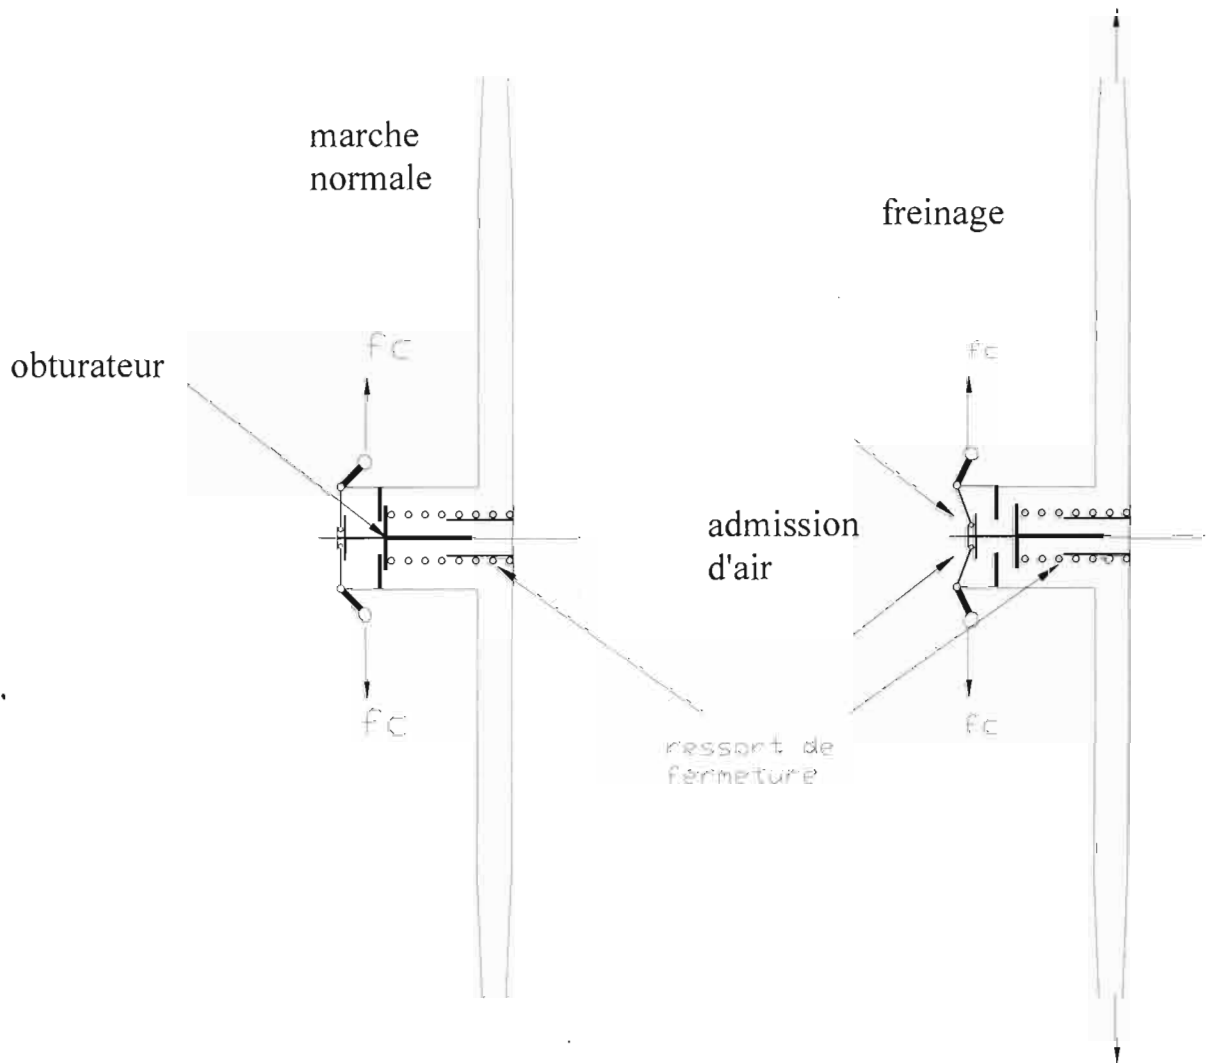 marche
normale
freinage
fc
obturateur
fc
admission
d'air
fc
fc
ressort de
fermeture